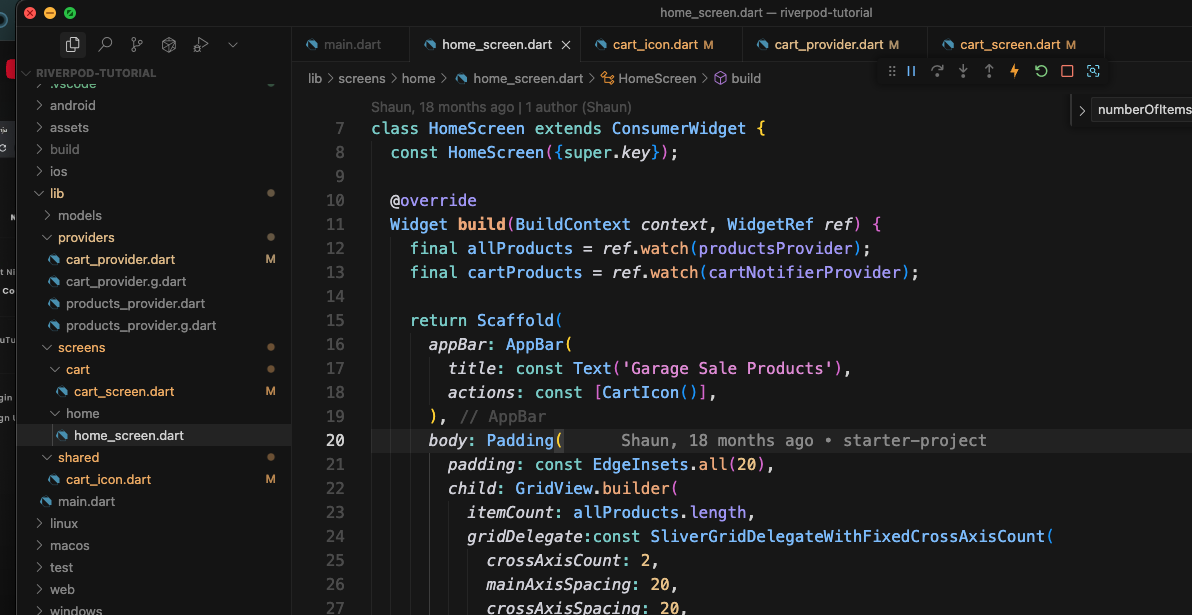 home_screen.dart — riverpod-tutorial
main.dart
home_screen.dart
cart_icon.dart M
cart_provider.dart M
cart_screen.dart M
RIVERPOD-TUTORIAL
.vscode
android
assets
build
ios
lib
models
providers
cart_provider.dart M
cart_provider.g.dart
products_provider.dart
products_provider.g.dart
screens
cart
cart_screen.dart M
home
home_screen.dart
shared
cart_icon.dart M
main.dart
linux
macos
test
web
windows
lib > screens > home > home_screen.dart > HomeScreen > build
numberOfItems
Shaun, 18 months ago | 1 author (Shaun)
7 class HomeScreen extends ConsumerWidget {
8 const HomeScreen({super.key});
9
10 @override
11 Widget build(BuildContext context, WidgetRef ref) {
12 final allProducts = ref.watch(productsProvider);
13 final cartProducts = ref.watch(cartNotifierProvider);
14
15 return Scaffold(
16 appBar: AppBar(
17 title: const Text('Garage Sale Products'),
18 actions: const [CartIcon()],
19 ), // AppBar
20 body: Padding( Shaun, 18 months ago • starter-project
21 padding: const EdgeInsets.all(20),
22 child: GridView.builder(
23 itemCount: allProducts.length,
24 gridDelegate:const SliverGridDelegateWithFixedCrossAxisCount(
25 crossAxisCount: 2,
26 mainAxisSpacing: 20,
27 crossAxisSpacing: 20,